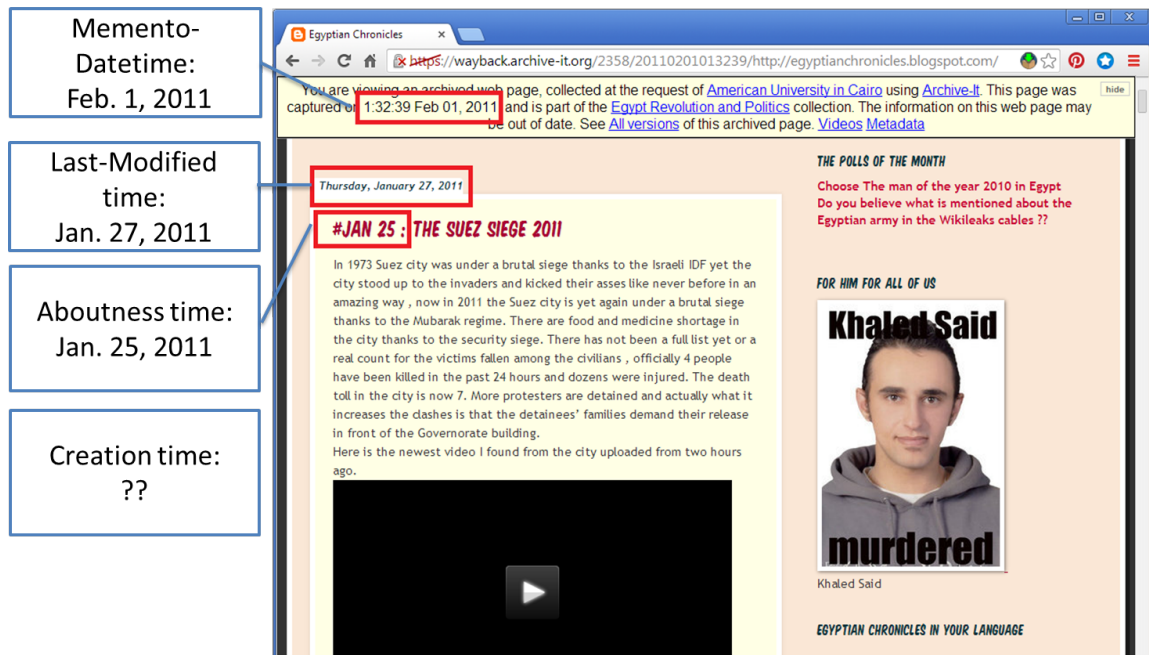 Memento-
Datetime:
Feb. 1, 2011
Last-Modified
time:
Jan. 27, 2011
Aboutness time:
Jan. 25, 2011
Creation time:
??
Egyptian Chronicles
https://wayback.archive-it.org/2358/20110201013239/http://egyptianchronicles.blogspot.com/
You are viewing an archived web page, collected at the request of American University in Cairo using Archive-It. This page was
hide
captured on 1:32:39 Feb 01, 2011 and is part of the Egypt Revolution and Politics collection. The information on this web page may
be out of date. See All versions of this archived page. Videos Metadata
Thursday, January 27, 2011
#JAN 25 : THE SUEZ SIEGE 2011
In 1973 Suez city was under a brutal siege thanks to the Israeli IDF yet the
city stood up to the invaders and kicked their asses like never before in an
amazing way , now in 2011 the Suez city is yet again under a brutal siege
thanks to the Mubarak regime. There are food and medicine shortage in
the city thanks to the security siege. There has not been a full list yet or a
real count for the victims fallen among the civilians , officially 4 people
have been killed in the past 24 hours and dozens were injured. The death
toll in the city is now 7. More protesters are detained and actually what it
increases the clashes is that the detainees' families demand their release
in front of the Governorate building.
Here is the newest video I found from the city uploaded from two hours
ago.
THE POLLS OF THE MONTH
Choose The man of the year 2010 in Egypt
Do you believe what is mentioned about the
Egyptian army in the Wikileaks cables ??
FOR HIM FOR ALL OF US
Khaled Said
murdered
Khaled Said
EGYPTIAN CHRONICLES IN YOUR LANGUAGE